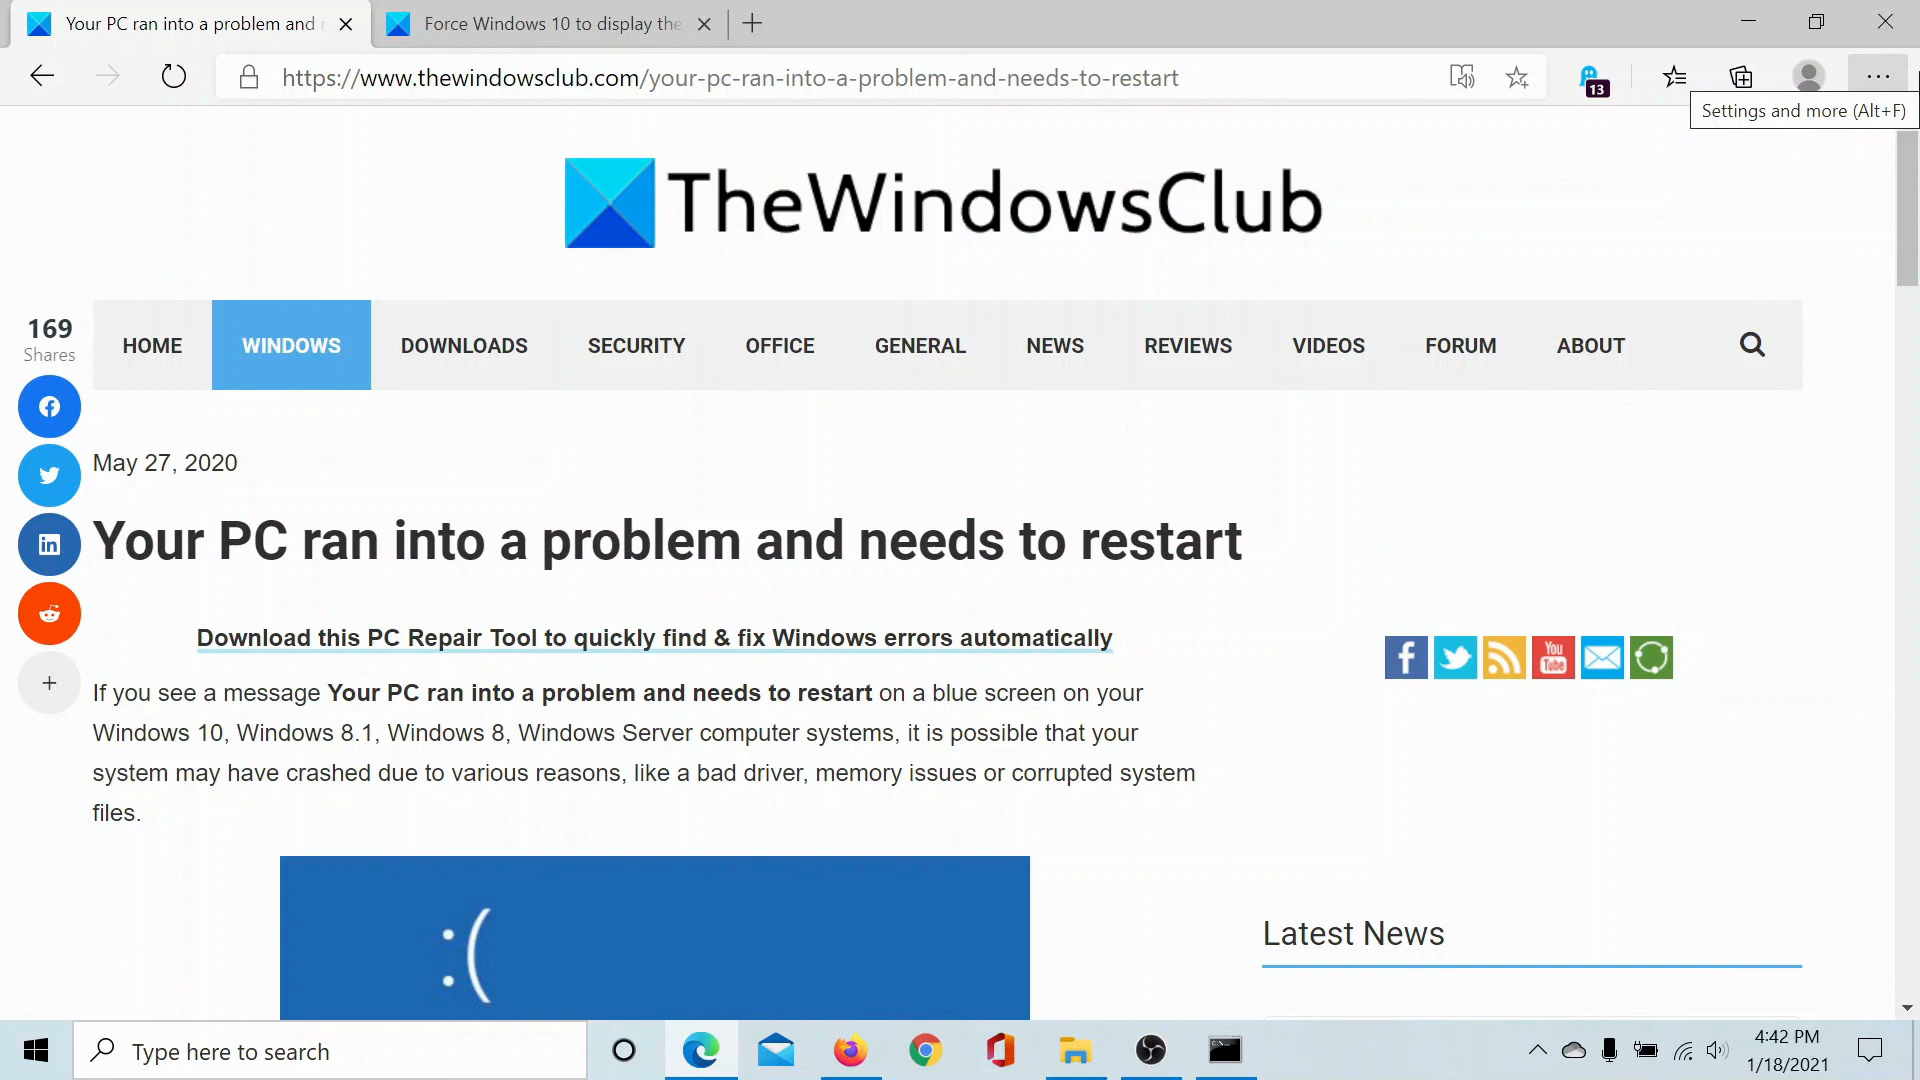 Your PC ran into a problem and
Force Windows 10 to display the
https://www.thewindowsclub.com/your-pc-ran-into-a-problem-and-needs-to-restart
13
Settings and more (Alt+F)
TheWindowsClub
169
Shares
HOME
WINDOWS
DOWNLOADS
SECURITY
OFFICE
GENERAL
NEWS
REVIEWS
VIDEOS
FORUM
ABOUT
May 27, 2020
Your PC ran into a problem and needs to restart
Download this PC Repair Tool to quickly find & fix Windows errors automatically
If you see a message Your PC ran into a problem and needs to restart on a blue screen on your
Windows 10, Windows 8.1, Windows 8, Windows Server computer systems, it is possible that your
system may have crashed due to various reasons, like a bad driver, memory issues or corrupted system
files.
You
Tube
:(
Latest News
Type here to search
4:42 PM
1/18/2021